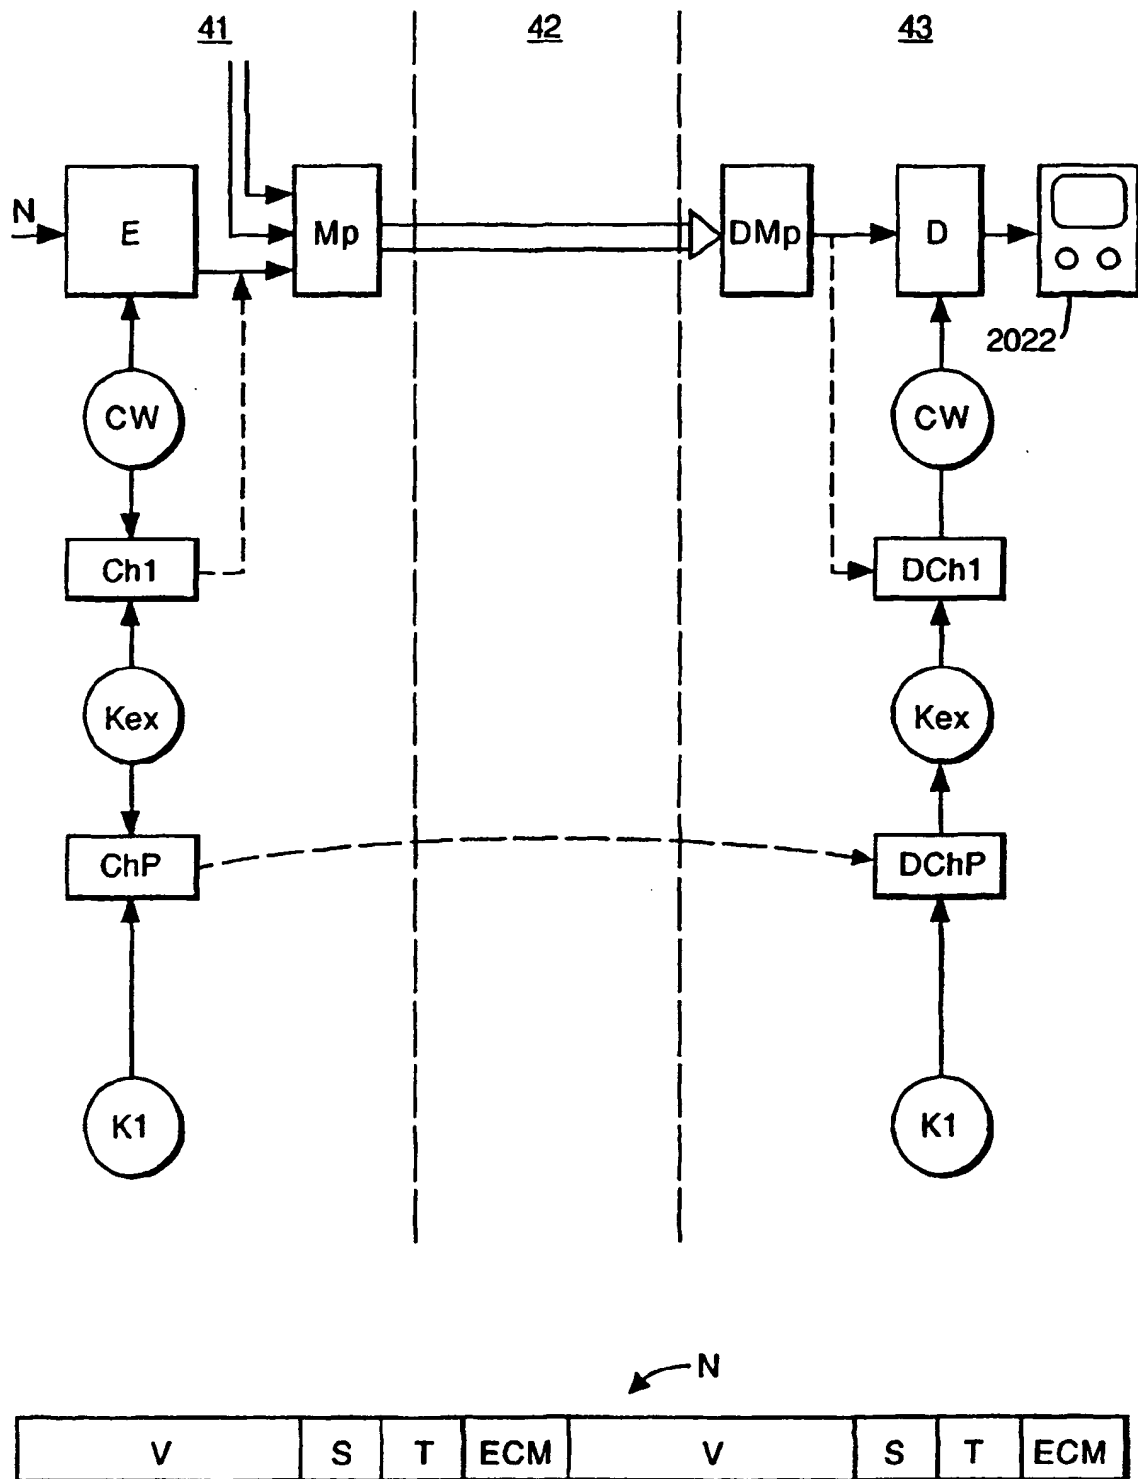 41 42 43
N E Mp DMp D
2022
CW CW
Ch1 DCh1
Kex Kex
ChP DChP
K1 K1
N
V S T ECM V S T ECM